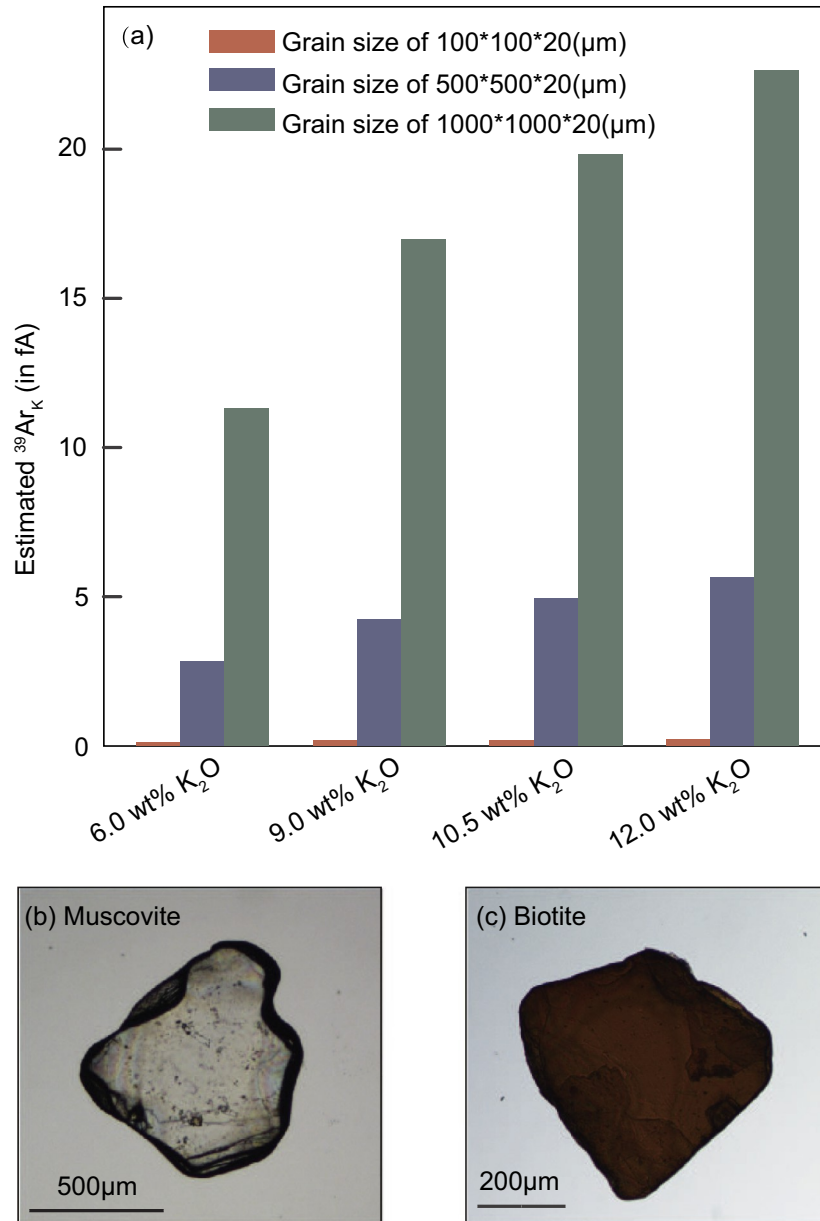 (a)
Grain size of 100*100*20(μm)
Grain size of 500*500*20(μm)
Grain size of 1000*1000*20(μm)
Estimated ³⁹Ar_K (in fA)
20
15
10
5
0
6.0 wt% K₂O
9.0 wt% K₂O
10.5 wt% K₂O
12.0 wt% K₂O
(b) Muscovite
500μm
(c) Biotite
200μm